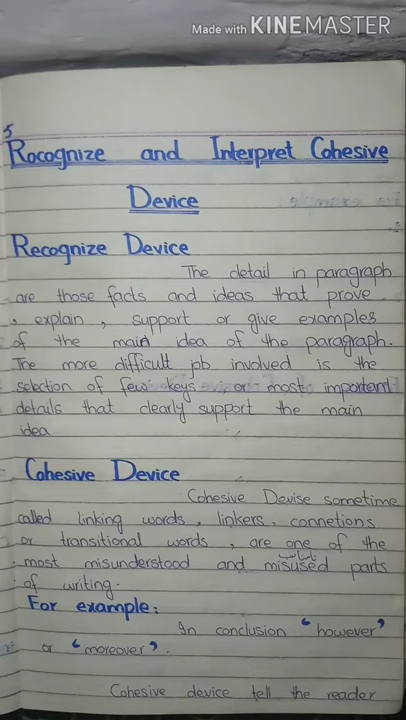 Made with KINEMASTER
5
Rocognize and Interpret Cohesive
Device
Recognize Device
The detail in paragraph
are those facts and ideas that prove
, explain , support or give examples
of the main idea of the paragraph.
The more difficult job involved is the
selection of few keys or most important
details that clearly support the main
idea
Cohesive Device
Cohesive Devise sometime
called linking words , linkers , connetions
or transitional words , are one of the
most misunderstood and misused parts
of writing.
For example:
In conclusion "however"
or "moreover" .
Cohesive device tell the reader